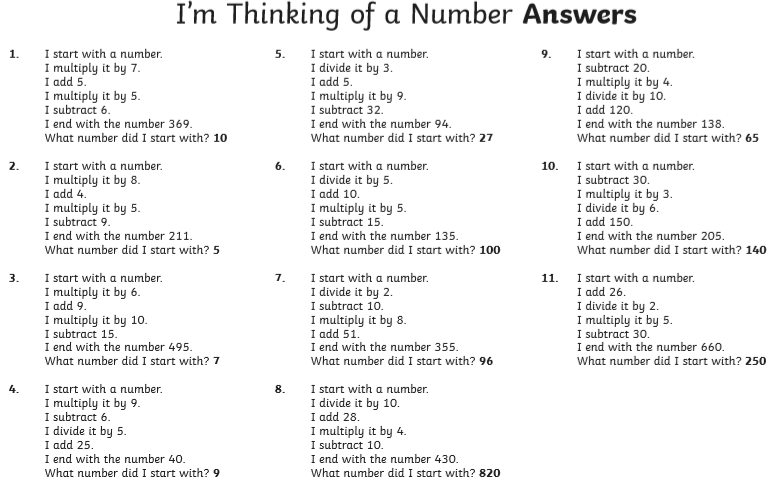 I'm Thinking of a Number Answers
1. I start with a number.
I multiply it by 7.
I add 5.
I multiply it by 5.
I subtract 6.
I end with the number 369.
What number did I start with? 10
2. I start with a number.
I multiply it by 8.
I add 4.
I multiply it by 5.
I subtract 9.
I end with the number 211.
What number did I start with? 5
3. I start with a number.
I multiply it by 6.
I add 9.
I multiply it by 10.
I subtract 15.
I end with the number 495.
What number did I start with? 7
4. I start with a number.
I multiply it by 9.
I subtract 6.
I divide it by 5.
I add 25.
I end with the number 40.
What number did I start with? 9
5. I start with a number.
I divide it by 3.
I add 5.
I multiply it by 9.
I subtract 32.
I end with the number 94.
What number did I start with? 27
6. I start with a number.
I divide it by 5.
I add 10.
I multiply it by 5.
I subtract 15.
I end with the number 135.
What number did I start with? 100
7. I start with a number.
I divide it by 2.
I subtract 10.
I multiply it by 8.
I add 51.
I end with the number 355.
What number did I start with? 96
8. I start with a number.
I divide it by 10.
I add 28.
I multiply it by 4.
I subtract 10.
I end with the number 430.
What number did I start with? 820
9. I start with a number.
I subtract 20.
I multiply it by 4.
I divide it by 10.
I add 120.
I end with the number 138.
What number did I start with? 65
10. I start with a number.
I subtract 30.
I multiply it by 3.
I divide it by 6.
I add 150.
I end with the number 205.
What number did I start with? 140
11. I start with a number.
I add 26.
I divide it by 2.
I multiply it by 5.
I subtract 30.
I end with the number 660.
What number did I start with? 250